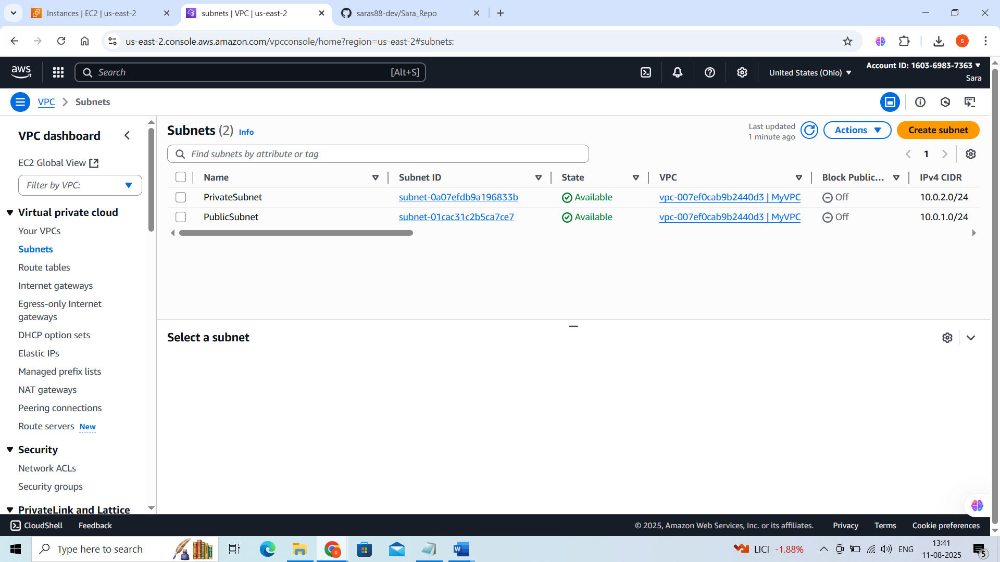 Instances | EC2 | us-east-2
subnets | VPC | us-east-2
saras88-dev/Sara_Repo
us-east-2.console.aws.amazon.com/vpcconsole/home?region=us-east-2#subnets:
S
aws
Search
[Alt+S]
United States (Ohio)
Account ID: 1603-6983-7363
Sara
VPC
Subnets
VPC dashboard
EC2 Global View
Filter by VPC:
Virtual private cloud
Your VPCs
Subnets
Route tables
Internet gateways
Egress-only Internet
gateways
DHCP option sets
Elastic IPs
Managed prefix lists
NAT gateways
Peering connections
Route servers New
Security
Network ACLs
Security groups
PrivateLink and Lattice
Subnets (2) Info
Last updated
1 minute ago
Actions
Create subnet
Find subnets by attribute or tag
1
Name Subnet ID State VPC Block Public... IPv4 CIDR
PrivateSubnet subnet-0a07efdb9a196833b Available vpc-007ef0cab9b2440d3 | MyVPC Off 10.0.2.0/24
PublicSubnet subnet-01cac31c2b5ca7ce7 Available vpc-007ef0cab9b2440d3 | MyVPC Off 10.0.1.0/24
Select a subnet
CloudShell
Feedback
© 2025, Amazon Web Services, Inc. or its affiliates.
Privacy
Terms
Cookie preferences
Type here to search
LICI -1.88%
ENG
13:41
11-08-2025
5